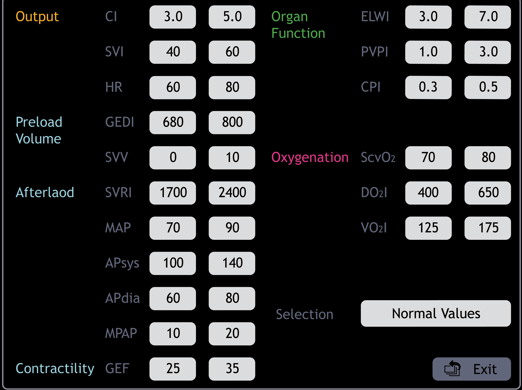 Output CI 3.0 5.0
SVI 40 60
HR 60 80
Preload
Volume
GEDI 680 800
SVV 0 10
Afterlaod SVRI 1700 2400
MAP 70 90
APsys 100 140
APdia 60 80
MPAP 10 20
Contractility GEF 25 35
Organ
Function
ELWI 3.0 7.0
PVPI 1.0 3.0
CPI 0.3 0.5
Oxygenation ScvO₂ 70 80
DO₂I 400 650
VO₂I 125 175
Selection Normal Values
Exit